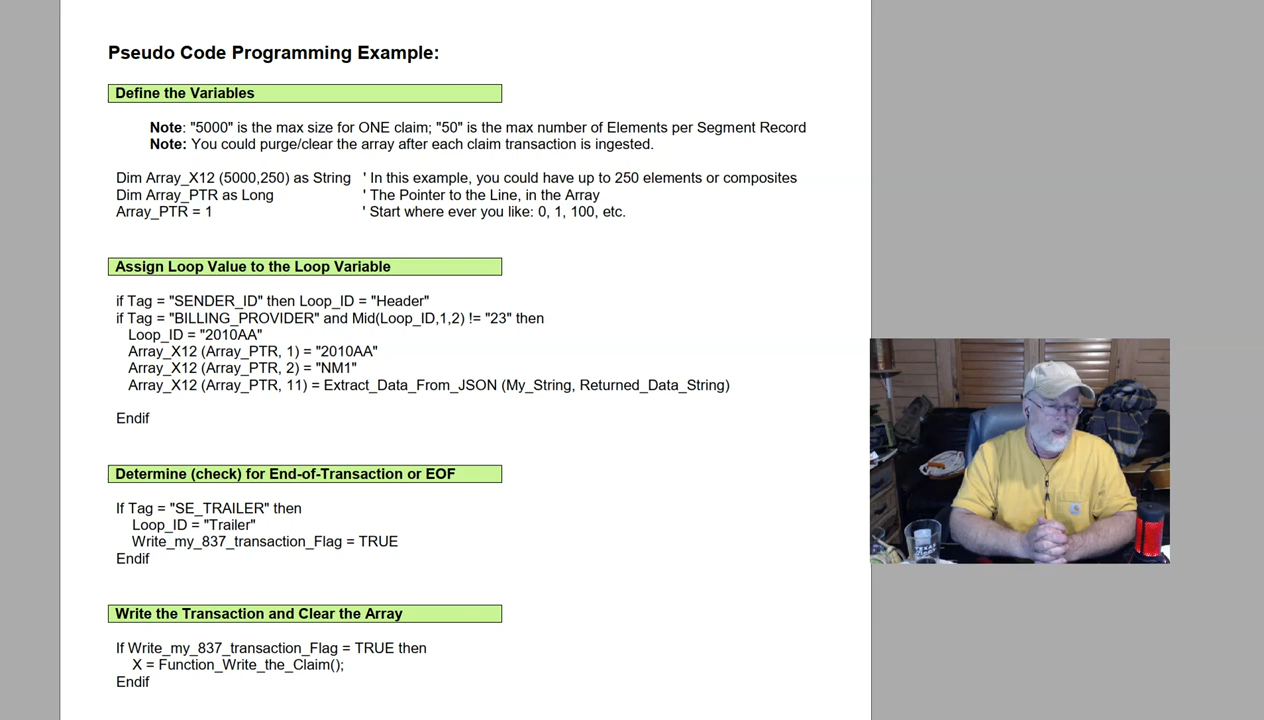 Pseudo Code Programming Example:
Define the Variables
Note: "5000" is the max size for ONE claim; "50" is the max number of Elements per Segment Record
Note: You could purge/clear the array after each claim transaction is ingested.
Dim Array_X12 (5000,250) as String ' In this example, you could have up to 250 elements or composites
Dim Array_PTR as Long ' The Pointer to the Line, in the Array
Array_PTR = 1 ' Start where ever you like: 0, 1, 100, etc.
Assign Loop Value to the Loop Variable
if Tag = "SENDER_ID" then Loop_ID = "Header"
if Tag = "BILLING_PROVIDER" and Mid(Loop_ID,1,2) != "23" then
Loop_ID = "2010AA"
Array_X12 (Array_PTR, 1) = "2010AA"
Array_X12 (Array_PTR, 2) = "NM1"
Array_X12 (Array_PTR, 11) = Extract_Data_From_JSON (My_String, Returned_Data_String)
Endif
Determine (check) for End-of-Transaction or EOF
If Tag = "SE_TRAILER" then
Loop_ID = "Trailer"
Write_my_837_transaction_Flag = TRUE
Endif
Write the Transaction and Clear the Array
If Write_my_837_transaction_Flag = TRUE then
X = Function_Write_the_Claim();
Endif